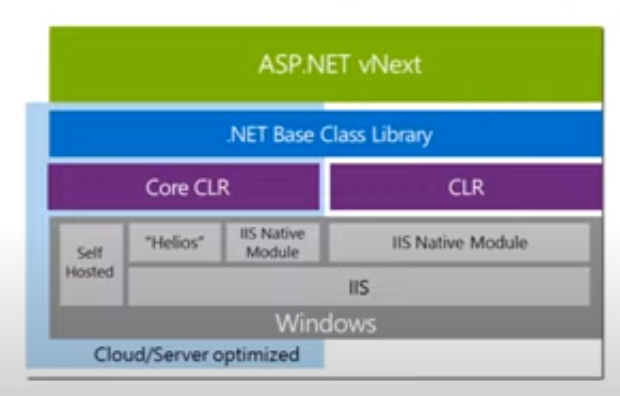 ASP.NET vNext
.NET Base Class Library
Core CLR
CLR
Self
Hosted
"Helios"
IIS Native
Module
IIS Native Module
IIS
Windows
Cloud/Server optimized